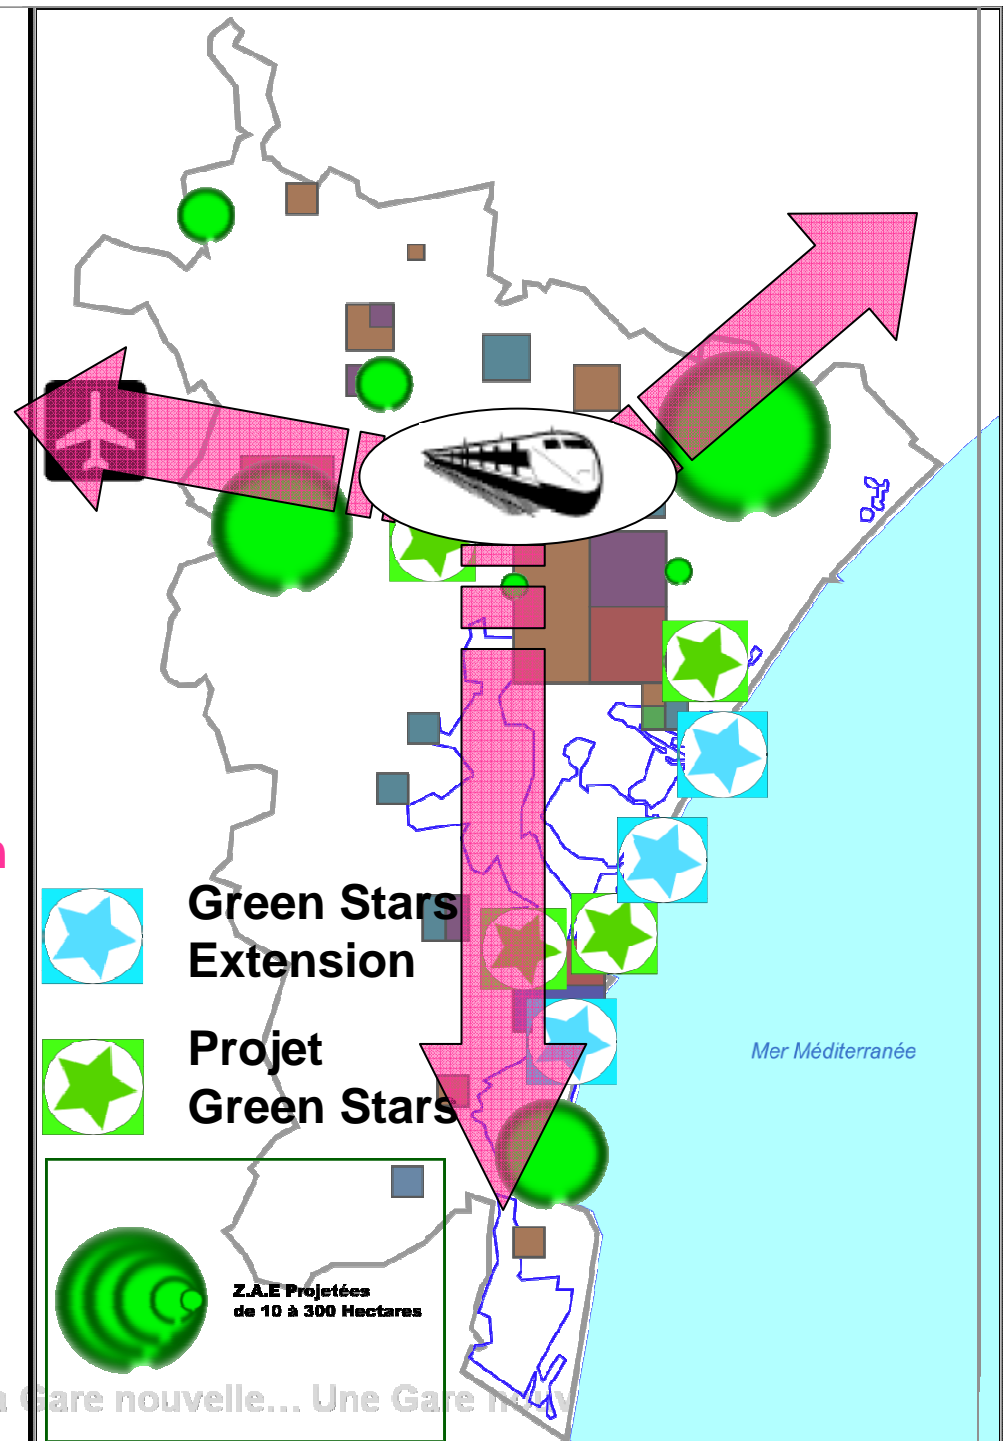 Green Stars
Extension
Projet
Green Stars
Mer Méditerranée
Z.A.E Projetées
de 10 à 300 Hectares
Gare nouvelle... Une Gare